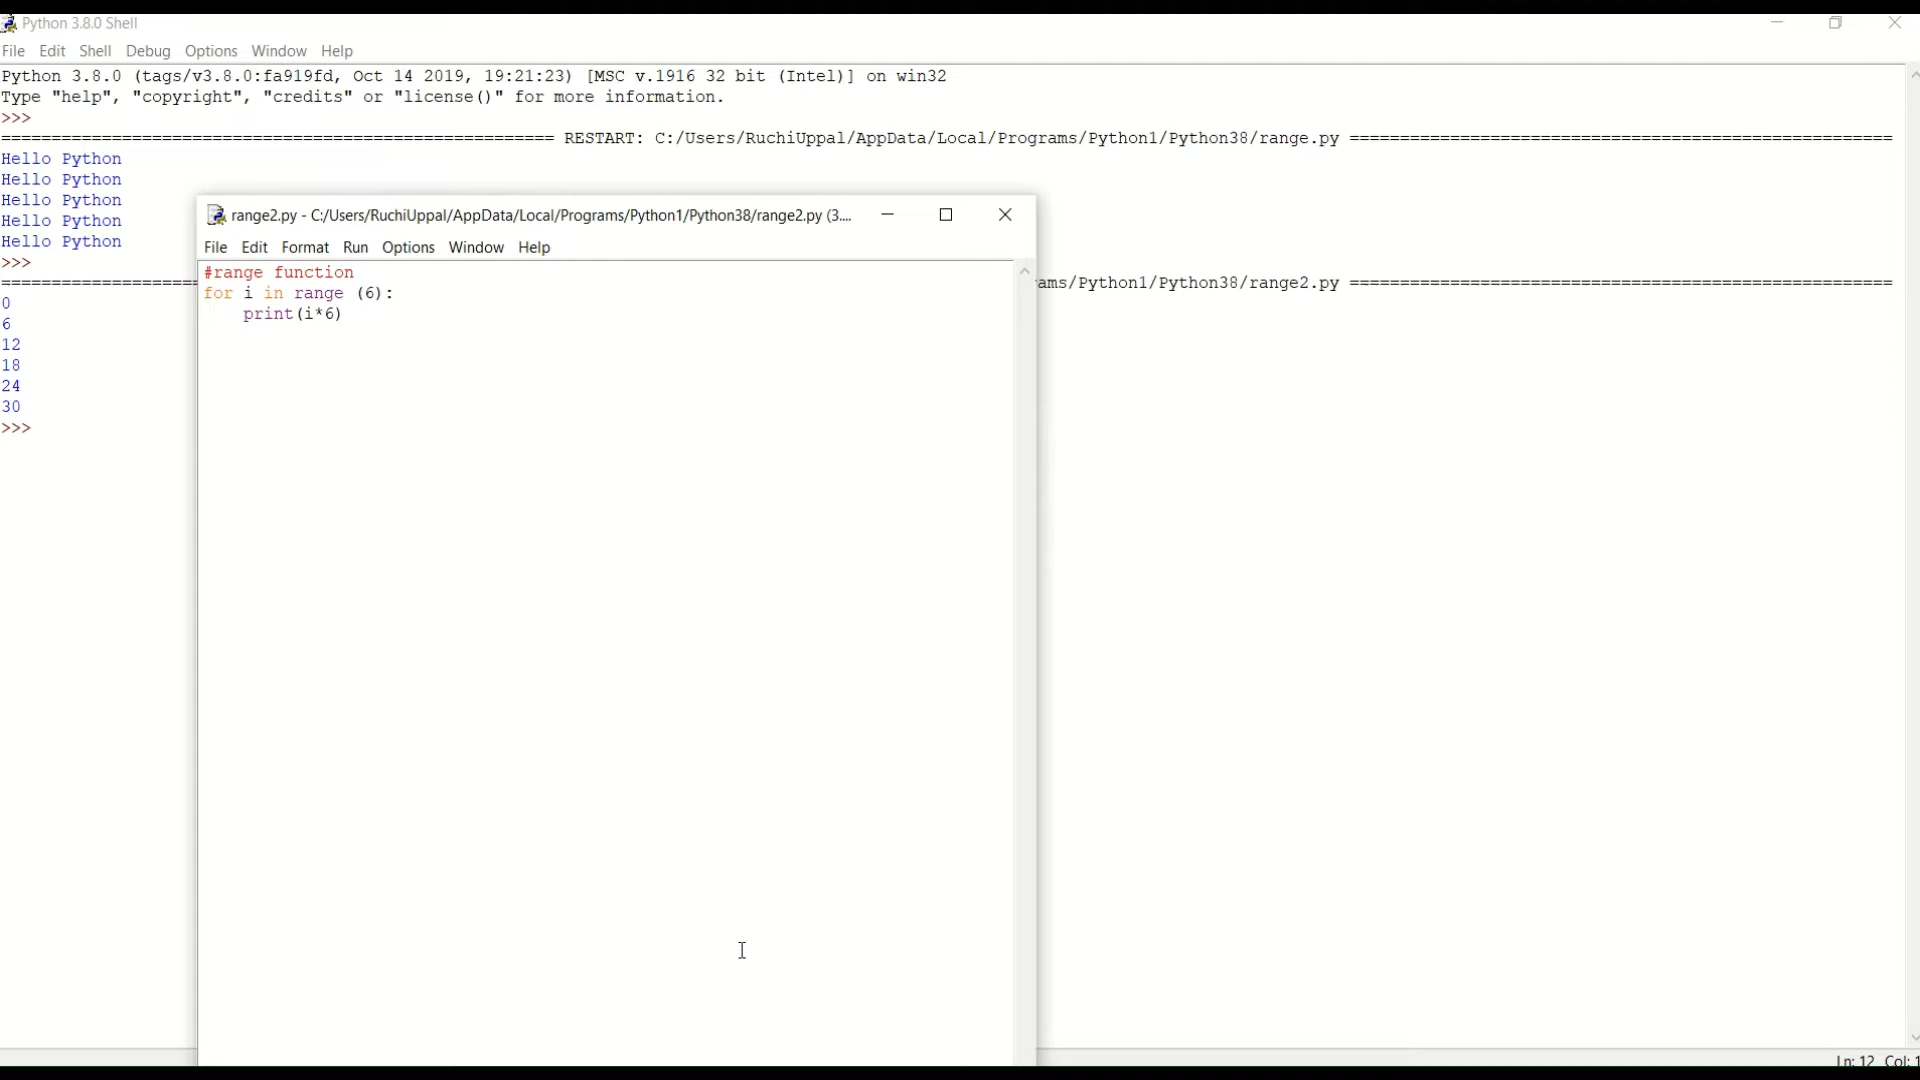 Python 3.8.0 Shell
File Edit Shell Debug Options Window Help
Python 3.8.0 (tags/v3.8.0:fa919fd, Oct 14 2019, 19:21:23) [MSC v.1916 32 bit (Intel)] on win32
Type "help", "copyright", "credits" or "license()" for more information.
>>>
======================================================= RESTART: C:/Users/RuchiUppal/AppData/Local/Programs/Python1/Python38/range.py ======================================================
Hello Python
Hello Python
Hello Python
Hello Python
Hello Python
>>>
==================== ams/Python1/Python38/range2.py ======================================================
0
6
12
18
24
30
>>>
range2.py - C:/Users/RuchiUppal/AppData/Local/Programs/Python1/Python38/range2.py (3....
File Edit Format Run Options Window Help
#range function
for i in range (6):
    print(i*6)
Ln: 12 Col: 1